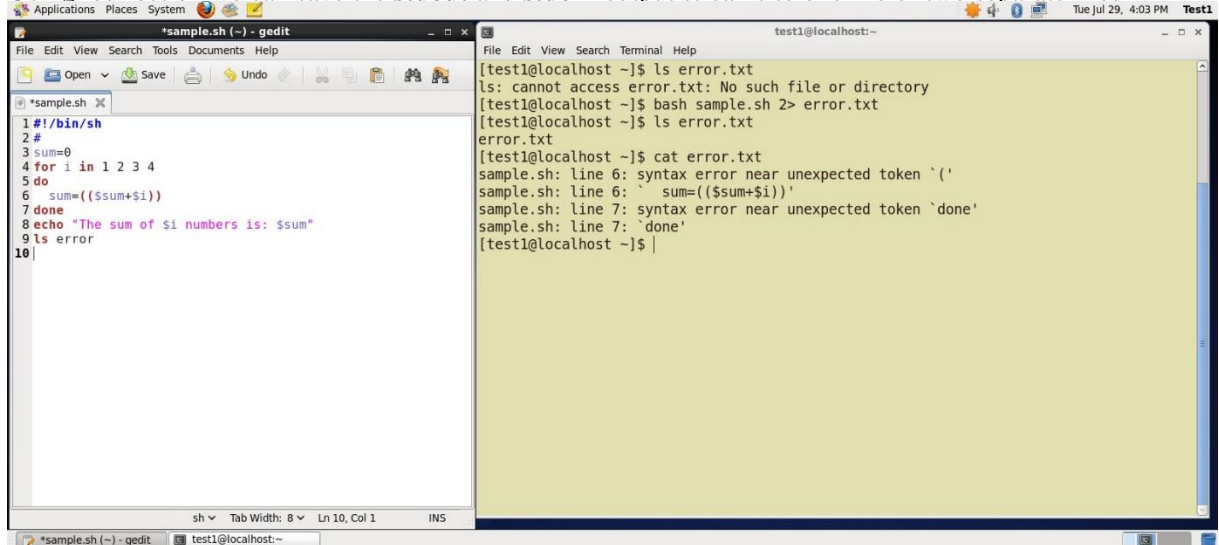 Applications Places System
Tue Jul 29, 4:03 PM Test1
*sample.sh (~) - gedit
File Edit View Search Tools Documents Help
Open Save Undo
*sample.sh
1 #!/bin/sh
2 #
3 sum=0
4 for i in 1 2 3 4
5 do
6   sum=(($sum+$i))
7 done
8 echo "The sum of $i numbers is: $sum"
9 ls error
10
sh Tab Width: 8 Ln 10, Col 1 INS
test1@localhost:~
File Edit View Search Terminal Help
[test1@localhost ~]$ ls error.txt
ls: cannot access error.txt: No such file or directory
[test1@localhost ~]$ bash sample.sh 2> error.txt
[test1@localhost ~]$ ls error.txt
error.txt
[test1@localhost ~]$ cat error.txt
sample.sh: line 6: syntax error near unexpected token `('
sample.sh: line 6: `  sum=(($sum+$i))'
sample.sh: line 7: syntax error near unexpected token `done'
sample.sh: line 7: `done'
[test1@localhost ~]$
*sample.sh (~) - gedit
test1@localhost:~